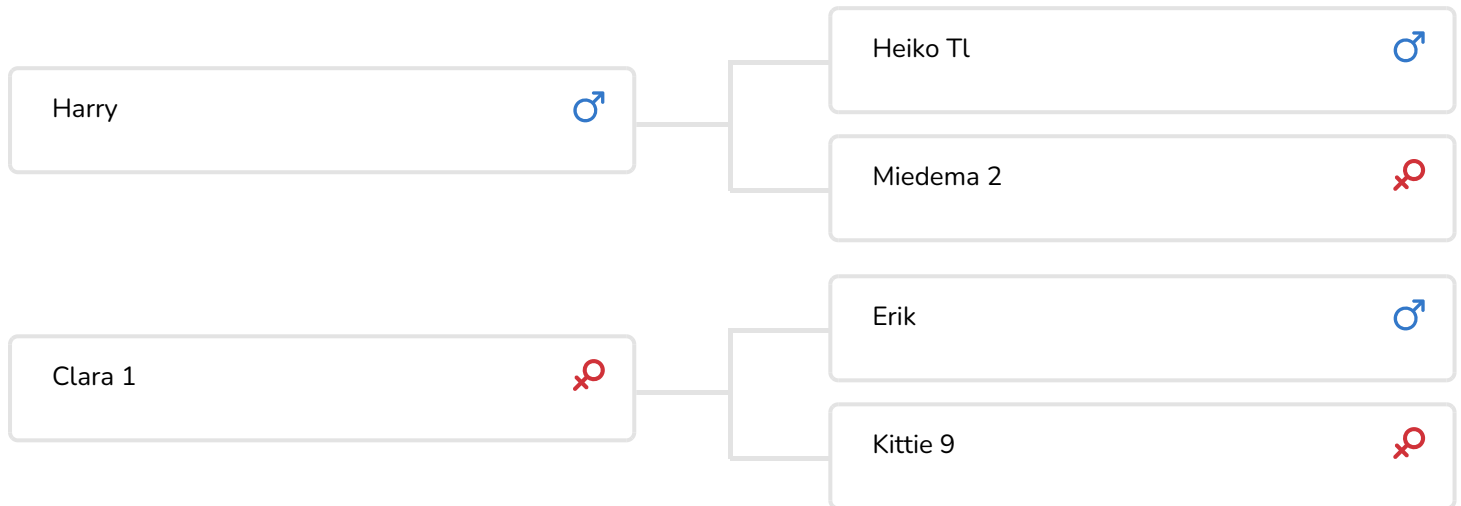 Harry
Heiko Tl
Miedema 2
Clara 1
Erik
Kittie 9